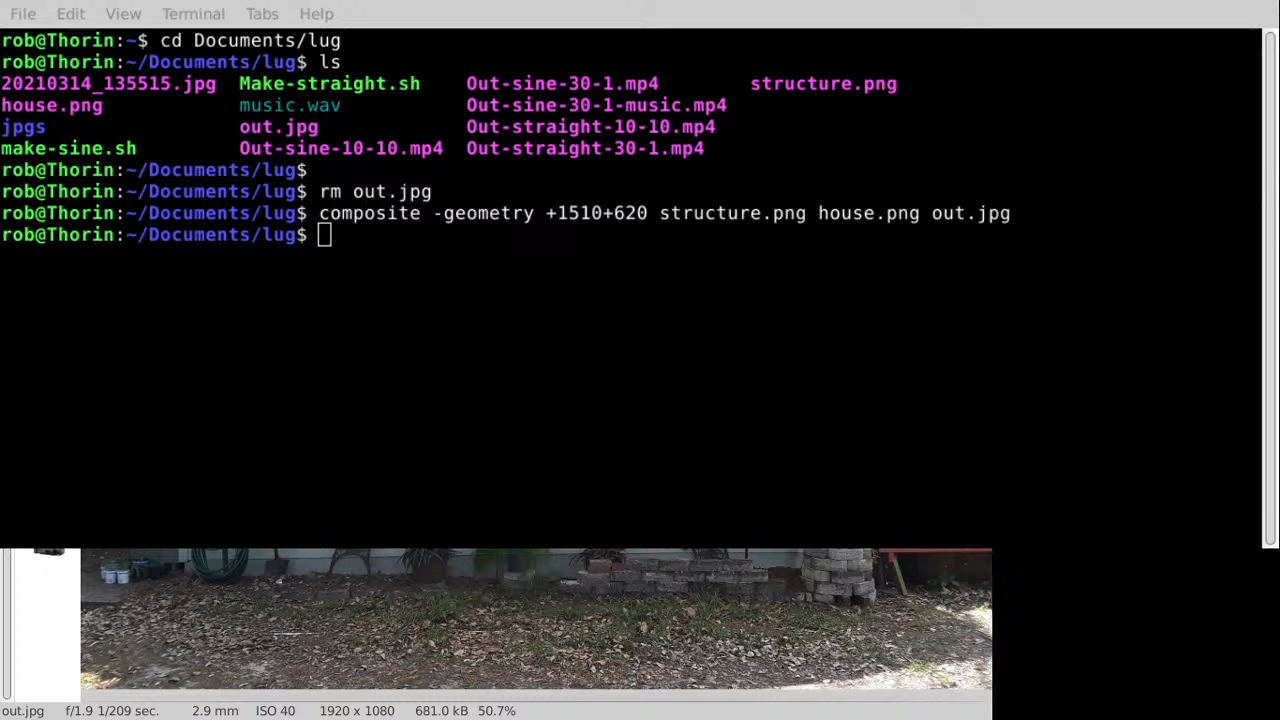 File Edit View Terminal Tabs Help
rob@Thorin:~$ cd Documents/lug
rob@Thorin:~/Documents/lug$ ls
20210314_135515.jpg Make-straight.sh Out-sine-30-1.mp4 structure.png
house.png music.wav Out-sine-30-1-music.mp4
jpgs out.jpg Out-straight-10-10.mp4
make-sine.sh Out-sine-10-10.mp4 Out-straight-30-1.mp4
rob@Thorin:~/Documents/lug$
rob@Thorin:~/Documents/lug$ rm out.jpg
rob@Thorin:~/Documents/lug$ composite -geometry +1510+620 structure.png house.png out.jpg
rob@Thorin:~/Documents/lug$
out.jpg f/1.9 1/209 sec. 2.9 mm ISO 40 1920 x 1080 681.0 kB 50.7%